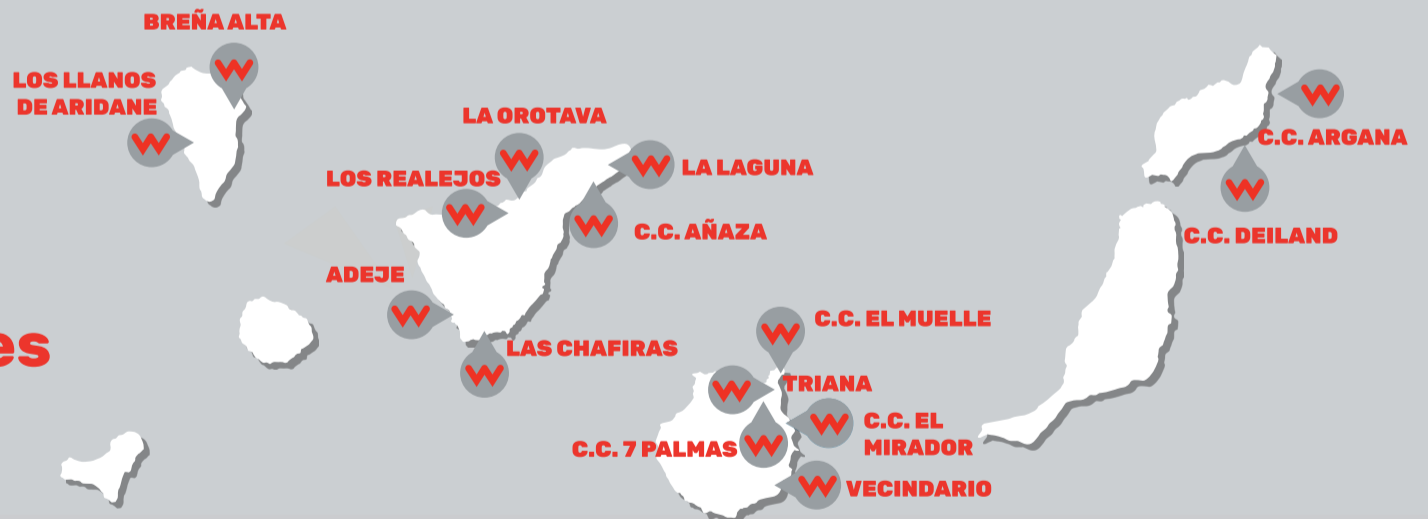 BREÑA ALTA
LOS LLANOS
DE ARIDANE
LA OROTAVA
LOS REALEJOS
LA LAGUNA
C.C. AÑAZA
ADEJE
LAS CHAFIRAS
C.C. EL MUELLE
TRIANA
C.C. EL
MIRADOR
C.C. 7 PALMAS
VECINDARIO
C.C. ARGANA
C.C. DEILAND
es